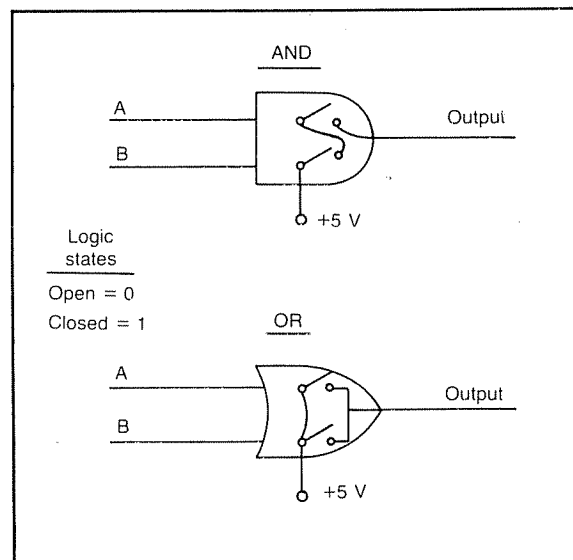 AND
A
Output
B
+5 V
Logic
states
Open = 0
Closed = 1
OR
A
Output
B
+5 V